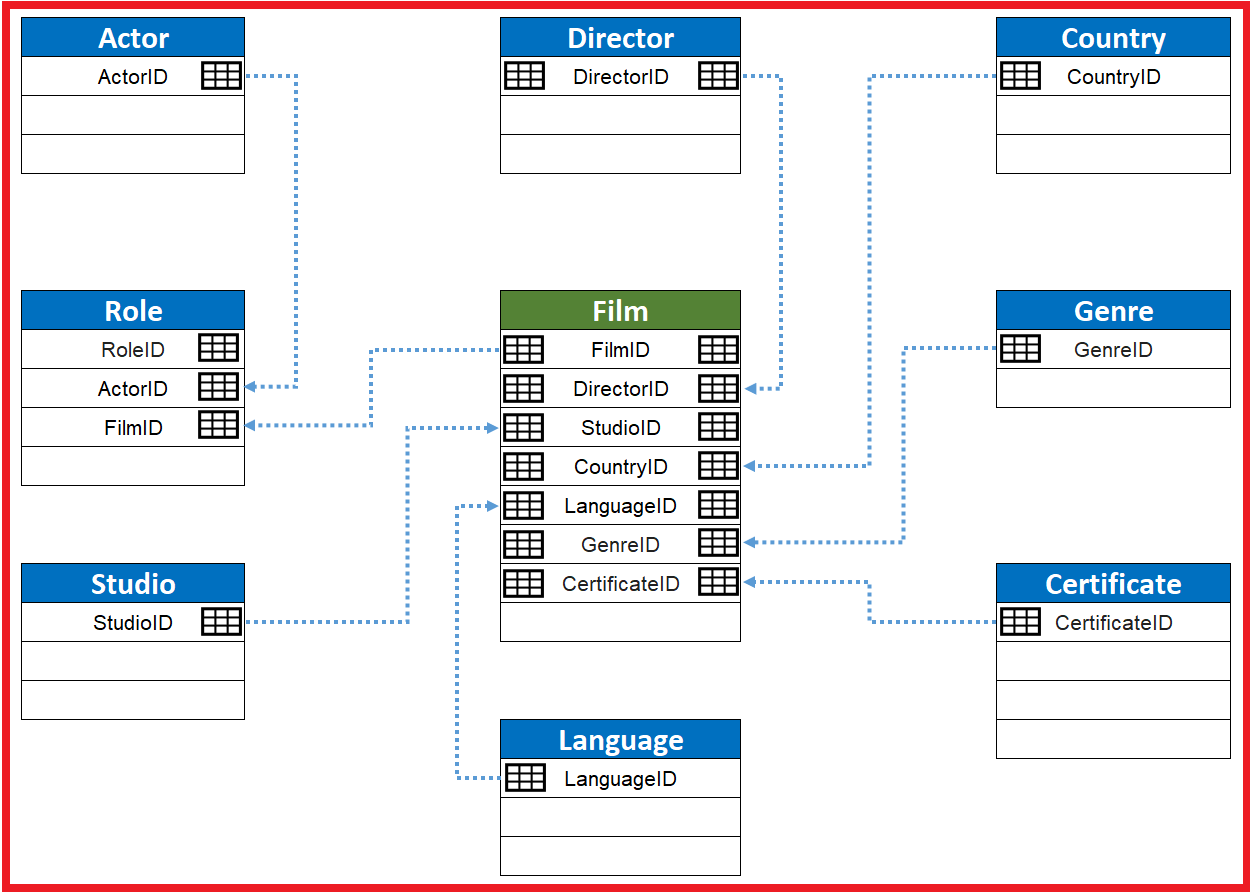 Actor
ActorID
Director
DirectorID
Country
CountryID
Role
RoleID
ActorID
FilmID
Film
FilmID
DirectorID
StudioID
CountryID
LanguageID
GenreID
CertificateID
Genre
GenreID
Studio
StudioID
Certificate
CertificateID
Language
LanguageID